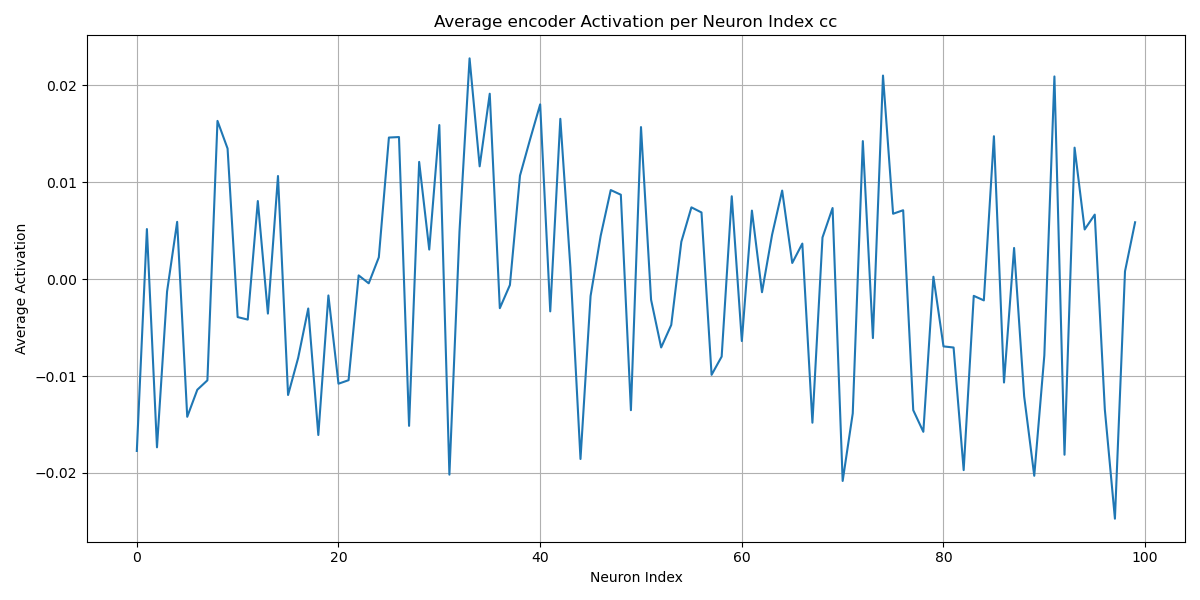 Average encoder Activation per Neuron Index cc
Average Activation
0.02
0.01
0.00
−0.01
−0.02
0 20 40 60 80 100
Neuron Index